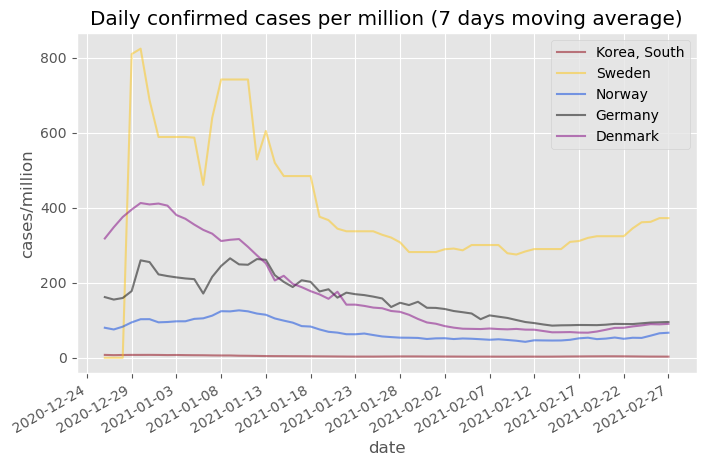 Daily confirmed cases per million (7 days moving average)
Korea, South
Sweden
Norway
Germany
Denmark
800
600
400
200
0
cases/million
2020-12-24
2020-12-29
2021-01-03
2021-01-08
2021-01-13
2021-01-18
2021-01-23
2021-01-28
2021-02-02
2021-02-07
2021-02-12
2021-02-17
2021-02-22
2021-02-27
date